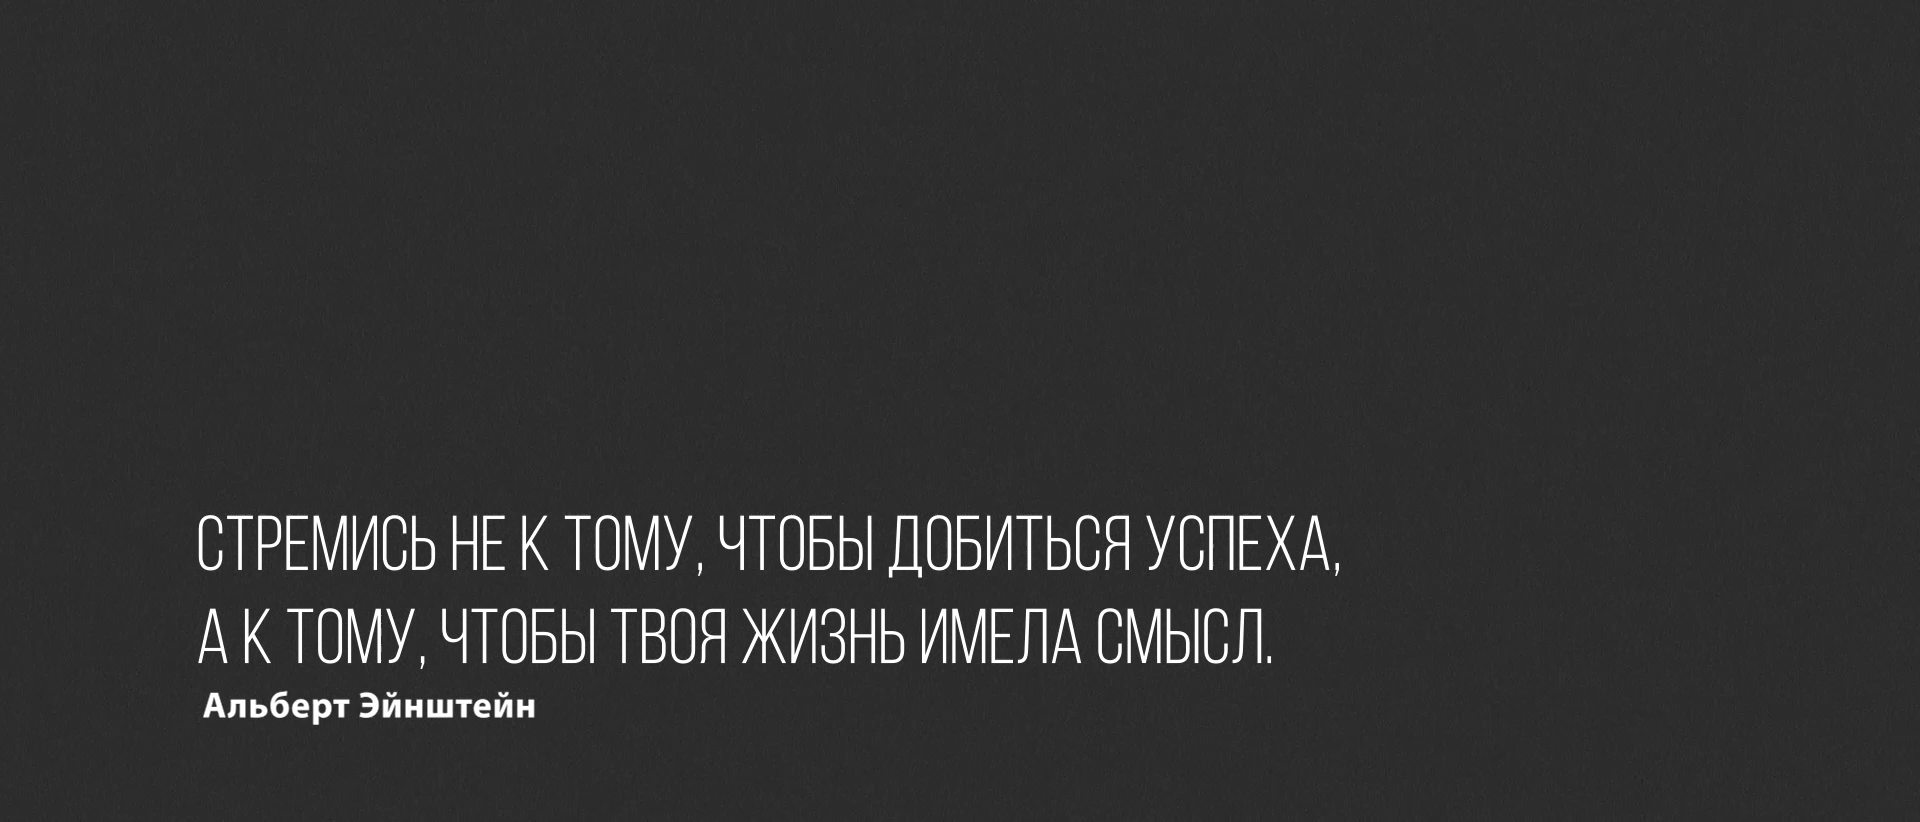 СТРЕМИСЬ НЕ К ТОМУ, ЧТОБЫ ДОБИТЬСЯ УСПЕХА,
А К ТОМУ, ЧТОБЫ ТВОЯ ЖИЗНЬ ИМЕЛА СМЫСЛ.
Альберт Эйнштейн